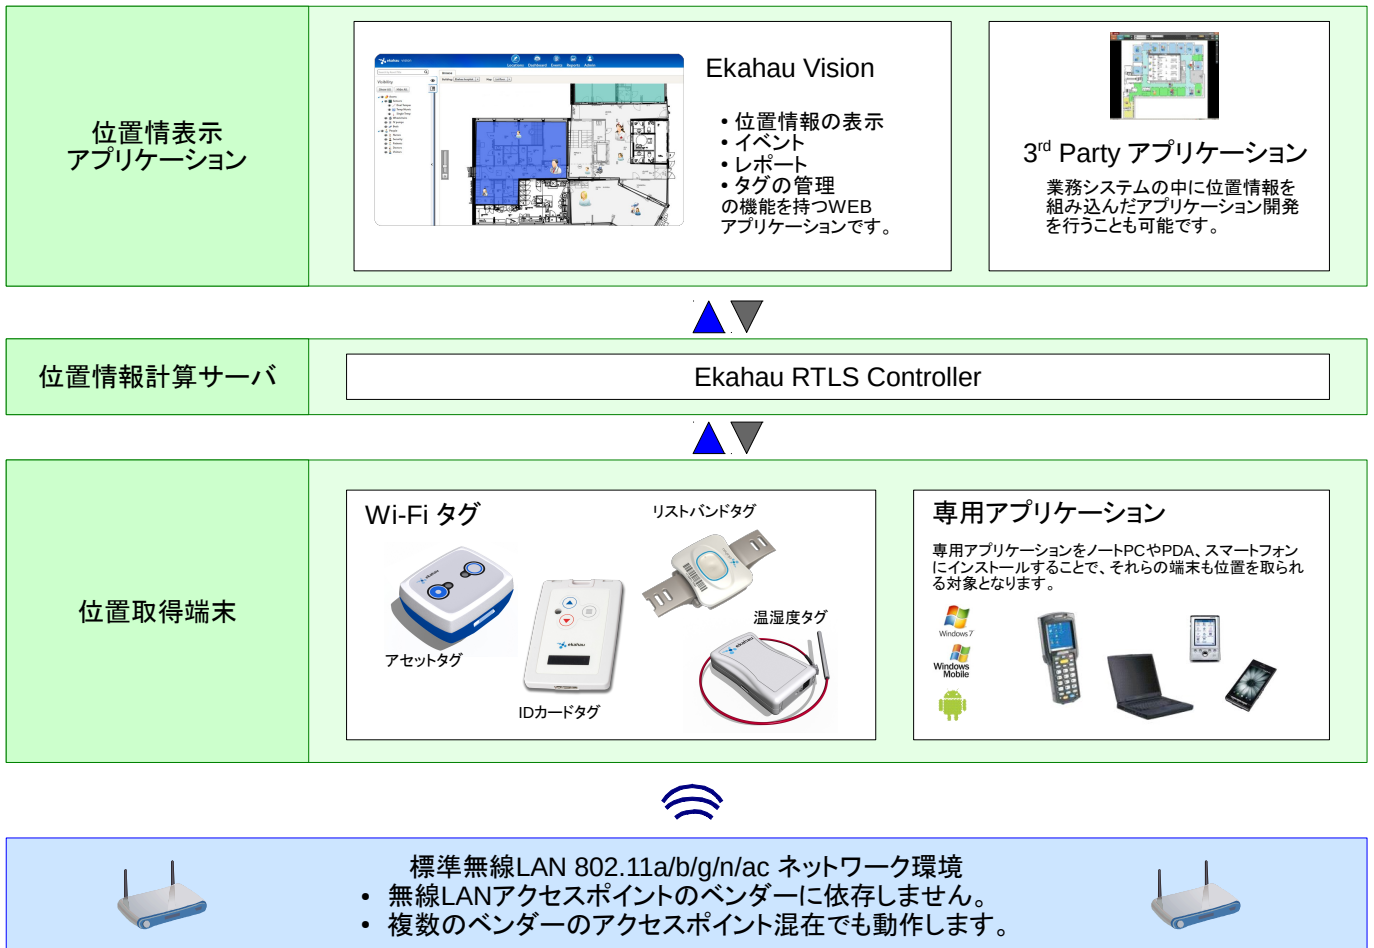 位置情表示
アプリケーション
ekahau
Locations Dashboard Events Reports Admin
Visibility
Ekahau Vision
• 位置情報の表示
• イベント
• レポート
• タグの管理
の機能を持つWEB
アプリケーションです。
3rd Party アプリケーション
業務システムの中に位置情報を
組み込んだアプリケーション開発
を行うことも可能です。
位置情報計算サーバ
Ekahau RTLS Controller
位置取得端末
Wi-Fi タグ
リストバンドタグ
ekahau
アセットタグ
ekahau
IDカードタグ
温湿度タグ
ekahau
専用アプリケーション
専用アプリケーションをノートPCやPDA、スマートフォン
にインストールすることで、それらの端末も位置を取られ
る対象となります。
Windows 7
Windows
Mobile
標準無線LAN 802.11a/b/g/n/ac ネットワーク環境
• 無線LANアクセスポイントのベンダーに依存しません。
• 複数のベンダーのアクセスポイント混在でも動作します。